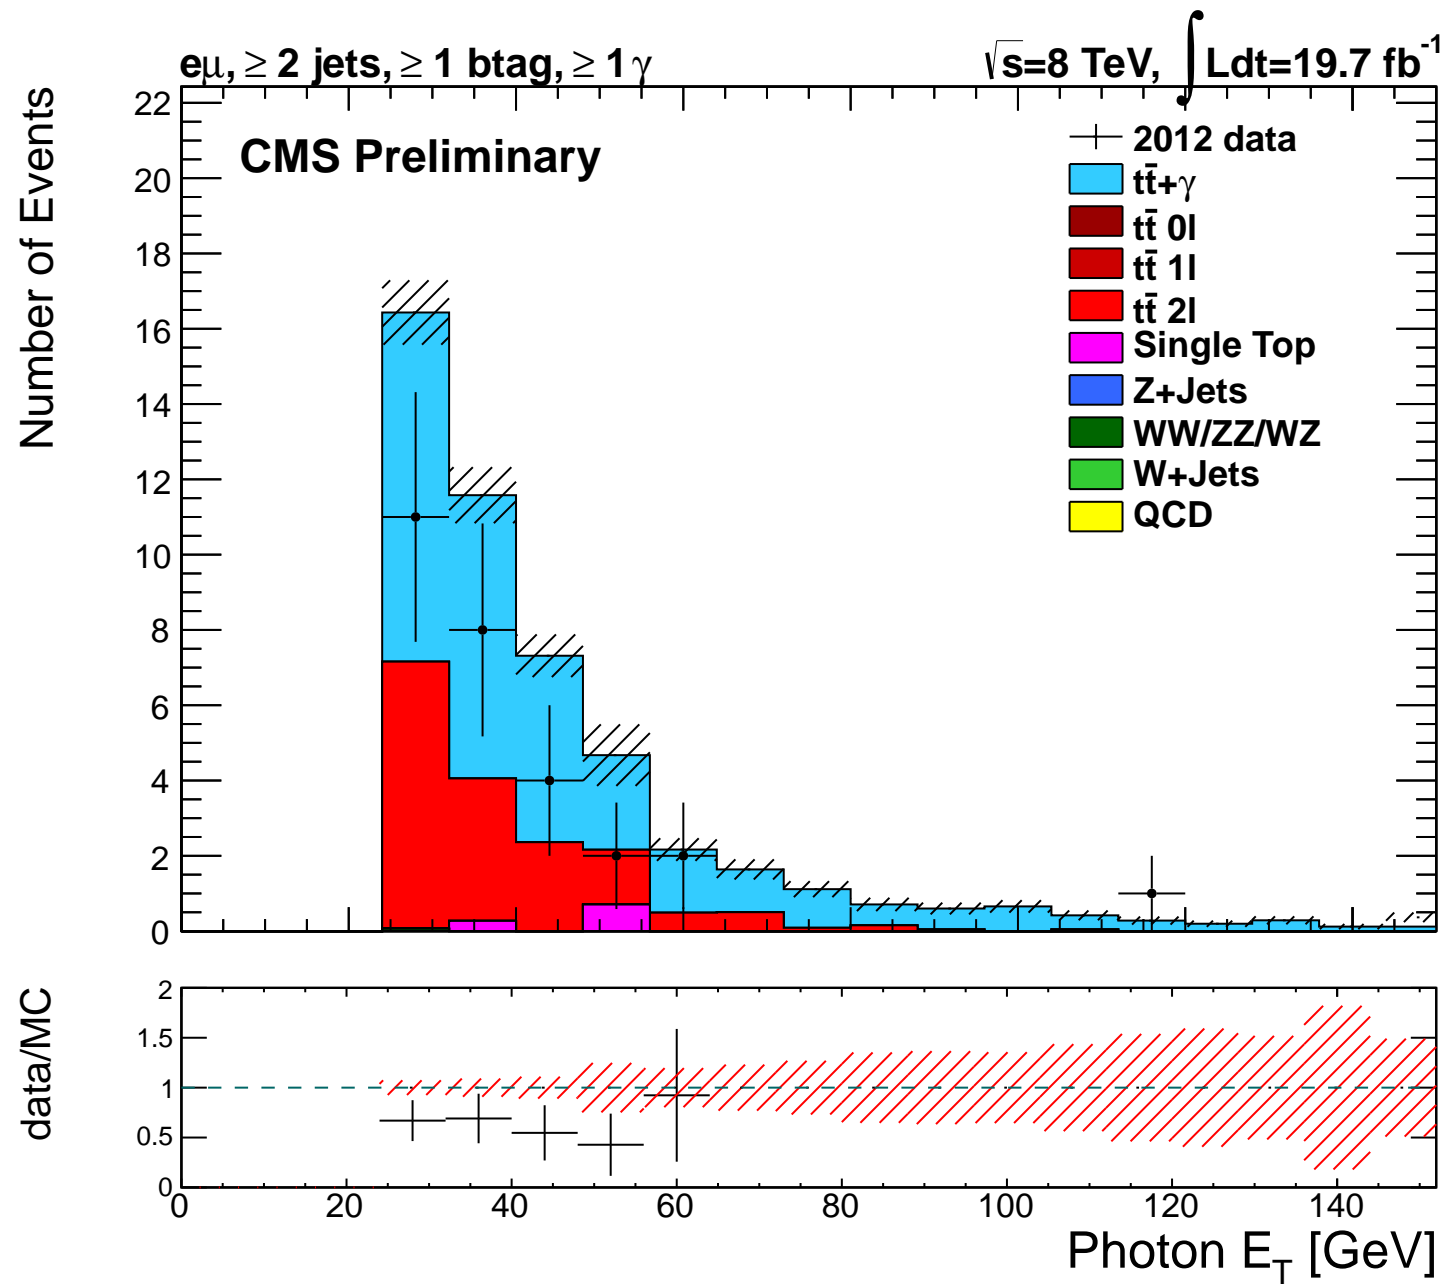 eμ, ≥ 2 jets, ≥ 1 btag, ≥ 1 γ
√s=8 TeV, ∫ Ldt=19.7 fb⁻¹
CMS Preliminary
2012 data
tt̄+γ
tt̄ 0l
tt̄ 1l
tt̄ 2l
Single Top
Z+Jets
WW/ZZ/WZ
W+Jets
QCD
Number of Events
22
20
18
16
14
12
10
8
6
4
2
0
data/MC
2
1.5
1
0.5
0
0 20 40 60 80 100 120 140
Photon E_T [GeV]